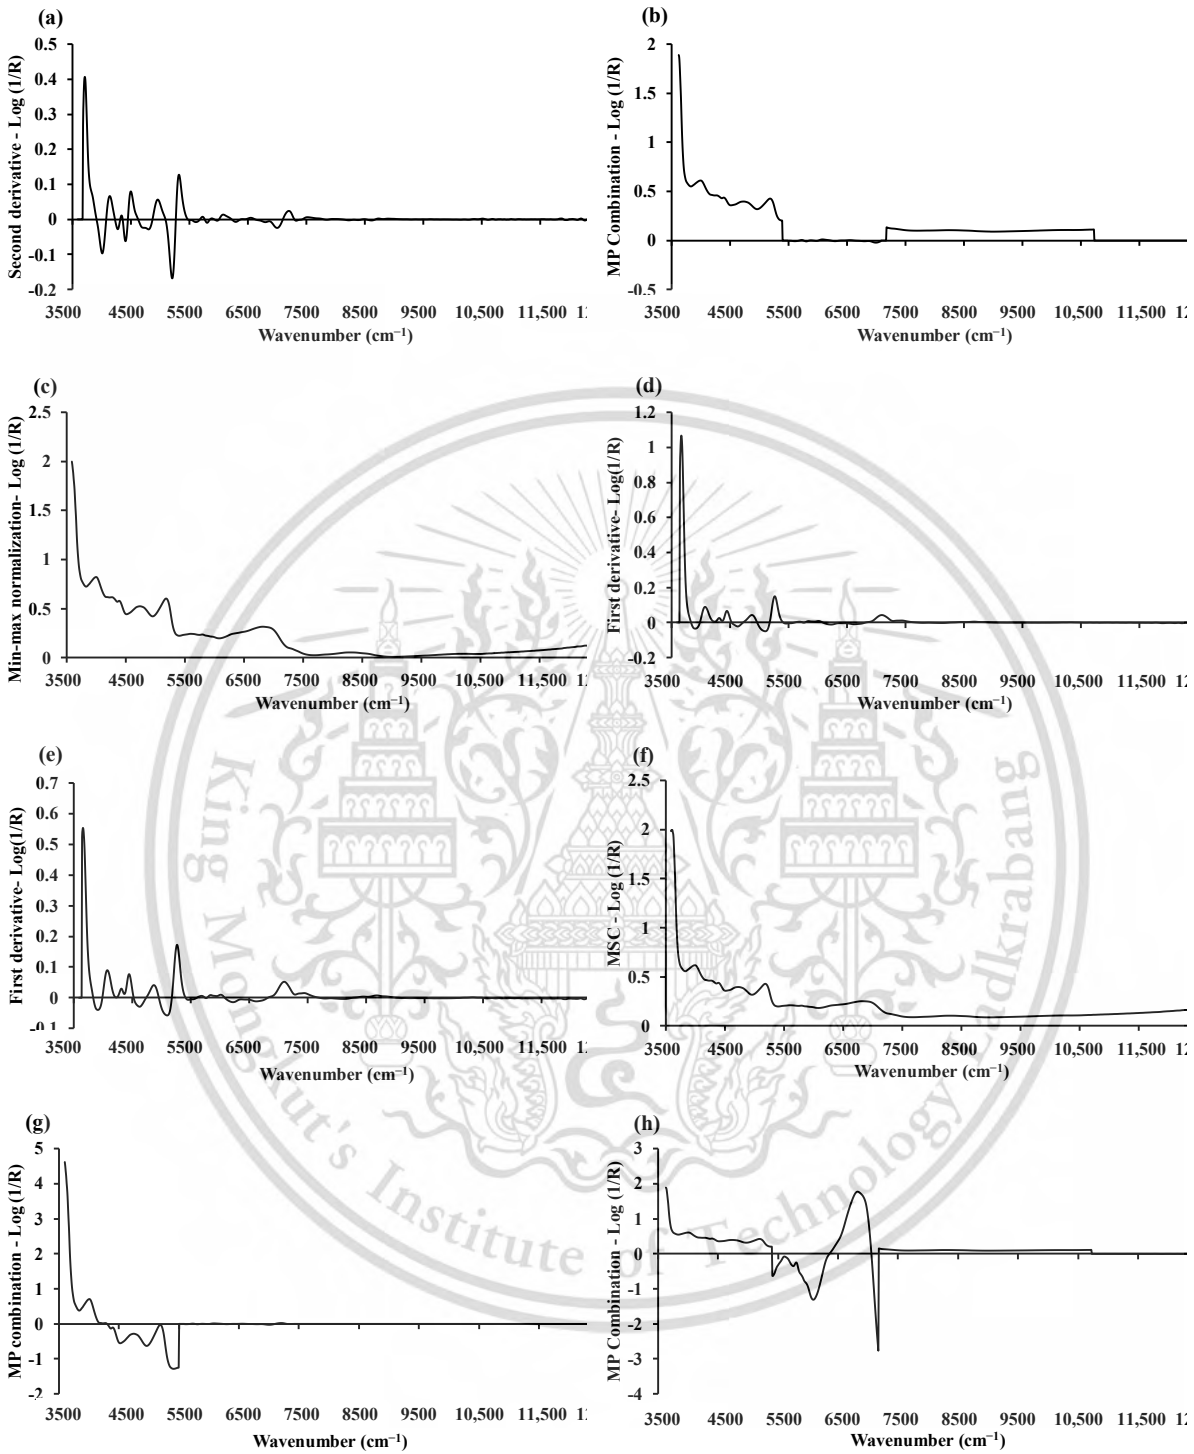 (a)
Second derivative - Log (1/R)
0.5
0.4
0.3
0.2
0.1
0
-0.1
-0.2
3500 4500 5500 6500 7500 8500 9500 10,500 11,500 12
Wavenumber (cm⁻¹)
(b)
MP Combination - Log (1/R)
2
1.5
1
0.5
0
-0.5
3500 4500 5500 6500 7500 8500 9500 10,500 11,500 12
Wavenumber (cm⁻¹)
(c)
Min-max normalization- Log (1/R)
2.5
2
1.5
1
0.5
0
3500 4500 5500 6500 7500 8500 9500 10,500 11,500 12
Wavenumber (cm⁻¹)
(d)
First derivative- Log(1/R)
1.2
1
0.8
0.6
0.4
0.2
0
-0.2
3500 4500 5500 6500 7500 8500 9500 10,500 11,500 12
Wavenumber (cm⁻¹)
(e)
First derivative- Log(1/R)
0.7
0.6
0.5
0.4
0.3
0.2
0.1
0
-0.1
3500 4500 5500 6500 7500 8500 9500 10,500 11,500 12
Wavenumber (cm⁻¹)
(f)
MSC - Log (1/R)
2.5
2
1.5
1
0.5
0
3500 4500 5500 6500 7500 8500 9500 10,500 11,500 12
Wavenumber (cm⁻¹)
(g)
MP combination - Log (1/R)
5
4
3
2
1
0
-1
-2
3500 4500 5500 6500 7500 8500 9500 10,500 11,500 12
Wavenumber (cm⁻¹)
(h)
MP Combination - Log (1/R)
3
2
1
0
-1
-2
-3
-4
3500 4500 5500 6500 7500 8500 9500 10,500 11,500 12
Wavenumber (cm⁻¹)
King Mongkut's Institute of Technology Ladkrabang